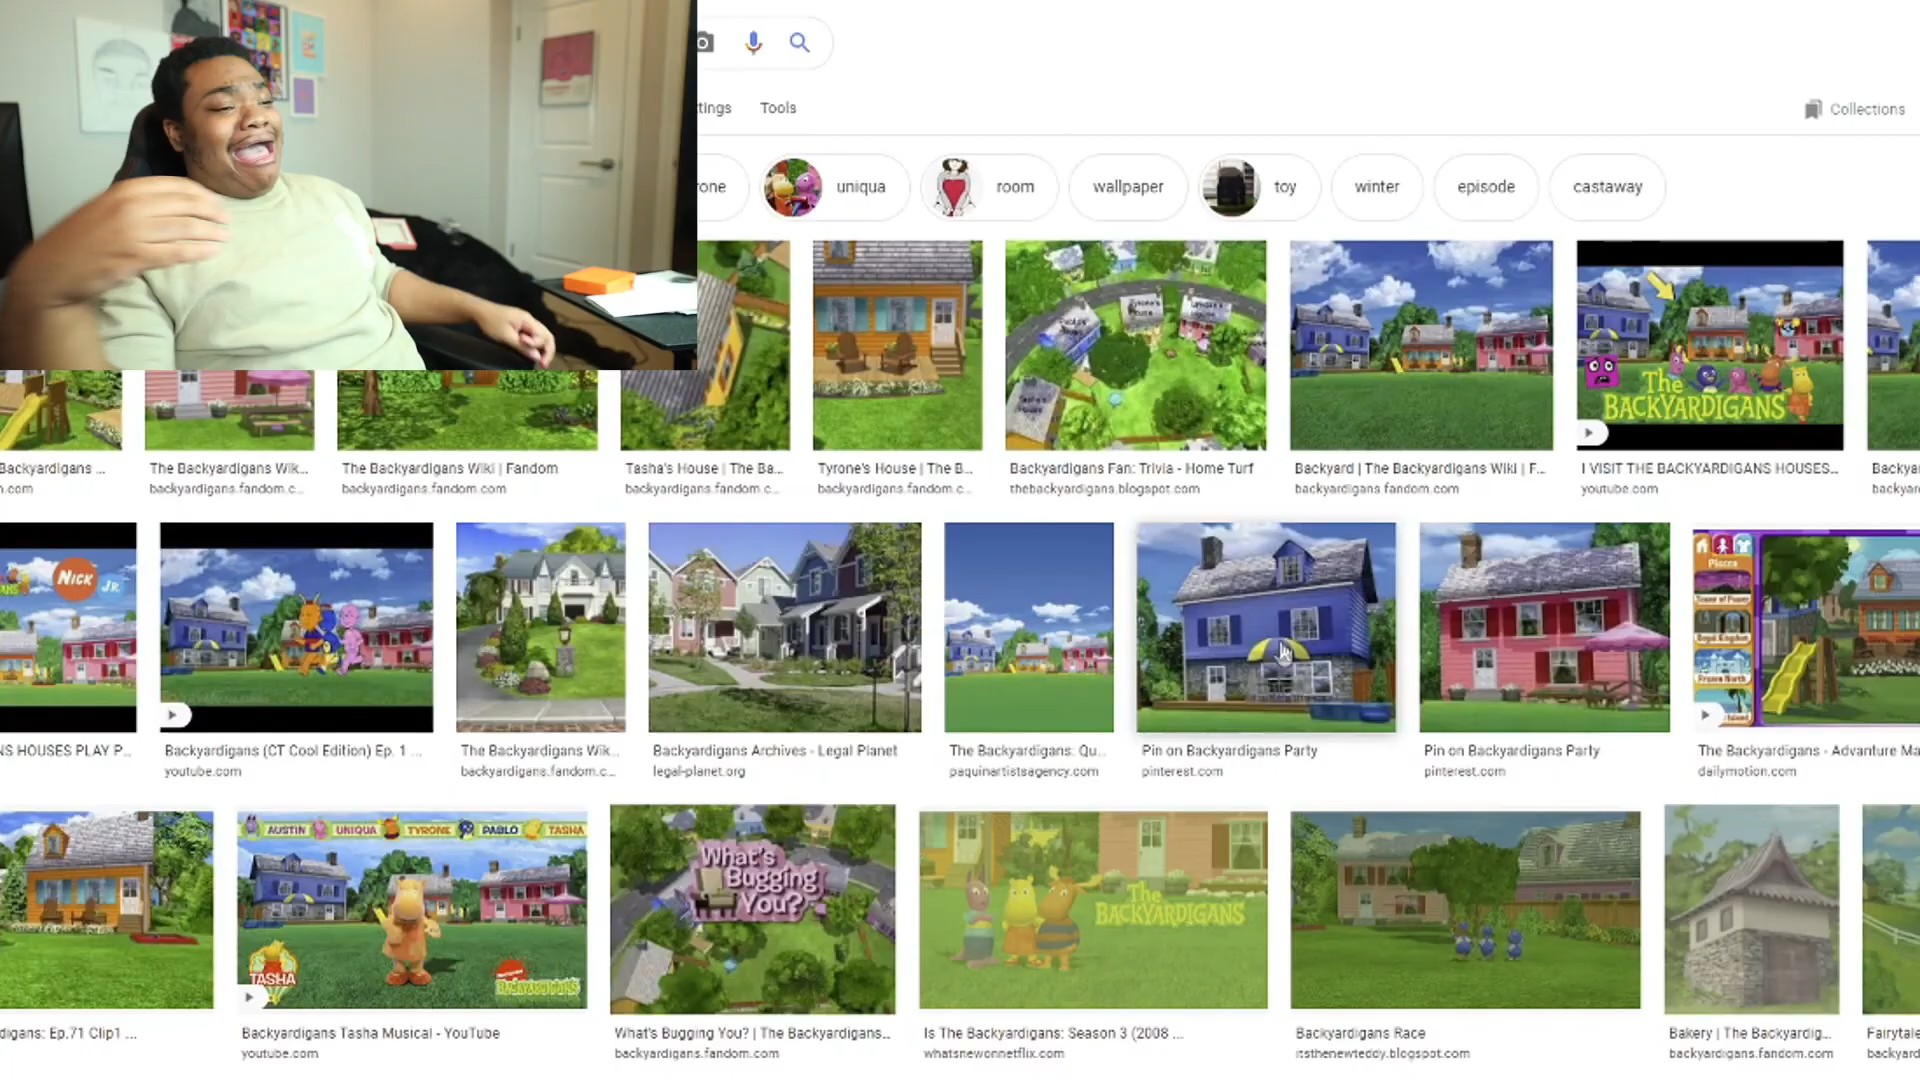 tings
Tools
Collections
rone
uniqua
room
wallpaper
toy
winter
episode
castaway
Tyrone's House
The BACKYARDIGANS
Backyardigans ...
n.com
The Backyardigans Wik...
backyardigans.fandom.c...
The Backyardigans Wiki | Fandom
backyardigans.fandom.com
Tasha's House | The Ba...
backyardigans.fandom.c...
Tyrone's House | The B...
backyardigans.fandom.c...
Backyardigans Fan: Trivia - Home Turf
thebackyardigans.blogspot.com
Backyard | The Backyardigans Wiki | F...
backyardigans.fandom.com
I VISIT THE BACKYARDIGANS HOUSES...
youtube.com
Backya
backyar
NICK JR.
Places
Tower of Power
Royal Kingdom
Frozen North
NS HOUSES PLAY P...
Backyardigans (CT Cool Edition) Ep. 1 ...
youtube.com
The Backyardigans Wik...
backyardigans.fandom.c...
Backyardigans Archives - Legal Planet
legal-planet.org
The Backyardigans: Qu...
paquinartistsagency.com
Pin on Backyardigans Party
pinterest.com
Pin on Backyardigans Party
pinterest.com
The Backyardigans - Advanture Ma
dailymotion.com
AUSTIN UNIQUA TYRONE PABLO TASHA
TASHA
BACKYARDIGANS
What's Bugging You?
The BACKYARDIGANS
digans: Ep.71 Clip1 ...
Backyardigans Tasha Musical - YouTube
youtube.com
What's Bugging You? | The Backyardigans...
backyardigans.fandom.com
Is The Backyardigans: Season 3 (2008 ...
whatsnewonnetflix.com
Backyardigans Race
itsthenewteddy.blogspot.com
Bakery | The Backyardig...
backyardigans.fandom.com
Fairytale
backyard